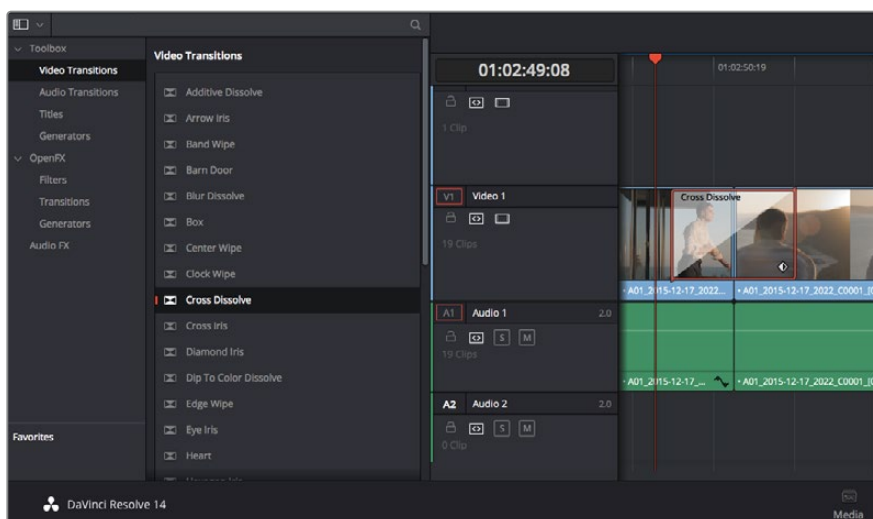 Toolbox
Video Transitions
Audio Transitions
Titles
Generators
OpenFX
Filters
Transitions
Generators
Audio FX
Favorites
Video Transitions
Additive Dissolve
Arrow Iris
Band Wipe
Barn Door
Blur Dissolve
Box
Center Wipe
Clock Wipe
Cross Dissolve
Cross Iris
Diamond Iris
Dip To Color Dissolve
Edge Wipe
Eye Iris
Heart
01:02:49:08
1 Clip
V1 Video 1
19 Clips
A1 Audio 1 2.0
S M
19 Clips
A2 Audio 2 2.0
S M
0 Clip
01:02:50:19
Cross Dissolve
A01_2015-12-17_2022...
A01_2015-12-17_2022_C0001_[0
A01_2015-12-17_...
A01_2015-12-17_2022_C0001_[0
DaVinci Resolve 14
Media